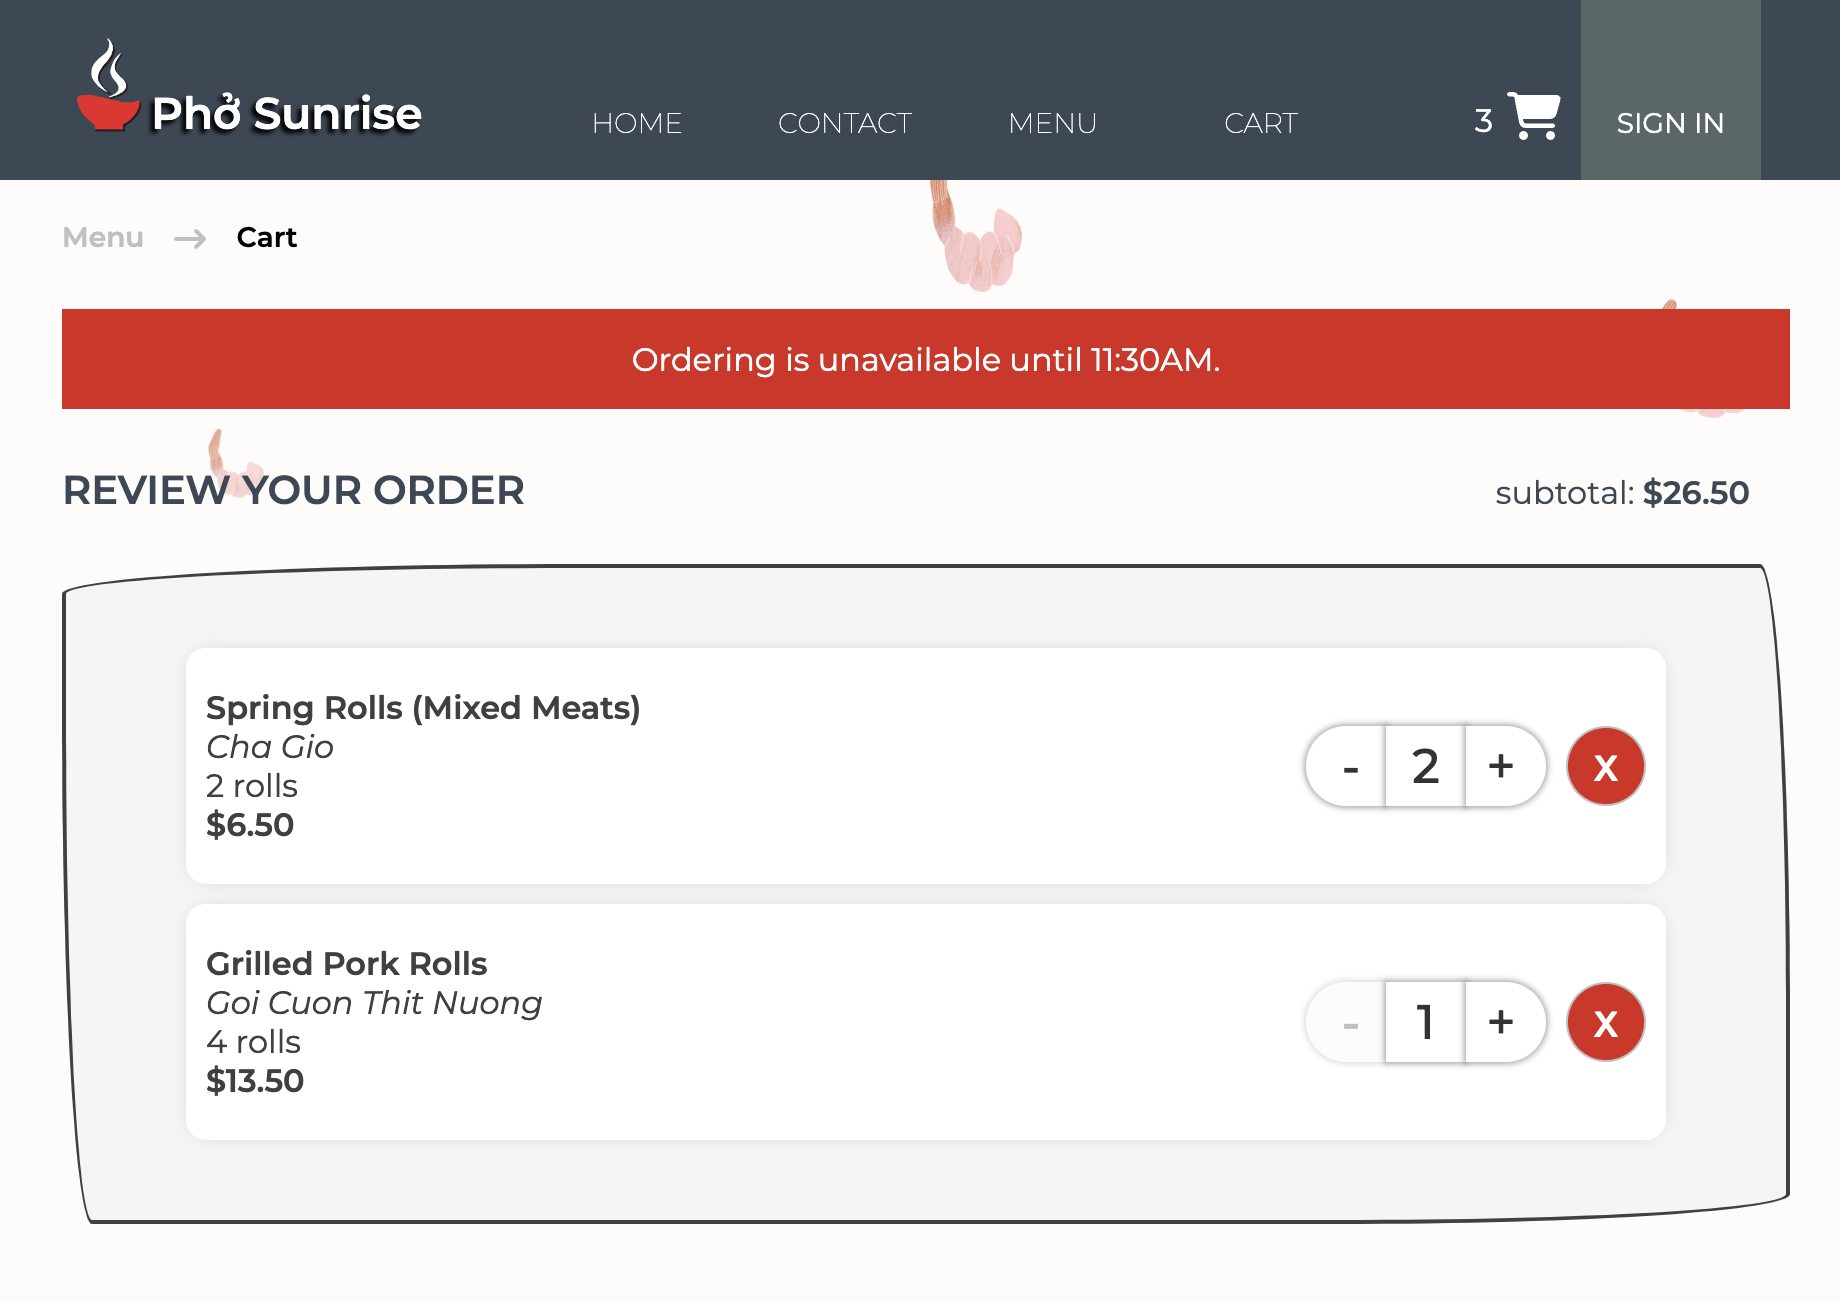 Phở Sunrise
HOME
CONTACT
MENU
CART
3
SIGN IN
Menu → Cart
Ordering is unavailable until 11:30AM.
REVIEW YOUR ORDER
subtotal: $26.50
Spring Rolls (Mixed Meats)
Cha Gio
2 rolls
$6.50
- 2 + X
Grilled Pork Rolls
Goi Cuon Thit Nuong
4 rolls
$13.50
- 1 + X